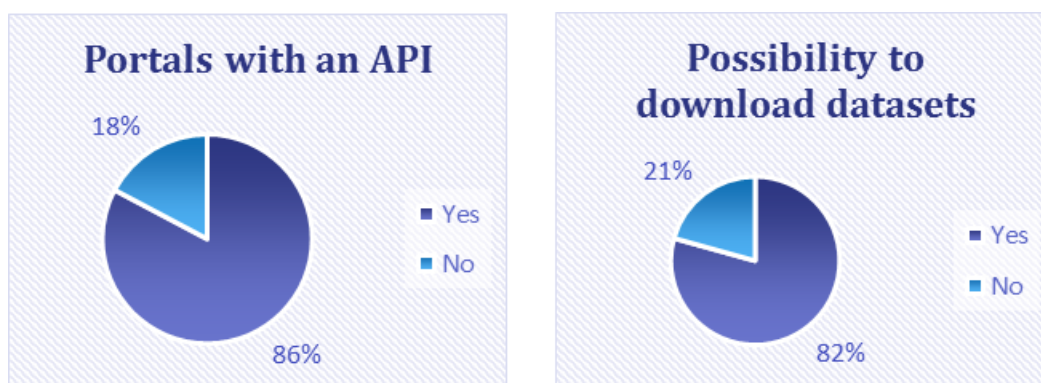 Portals with an API
18%
Yes
No
86%
Possibility to
download datasets
21%
Yes
No
82%